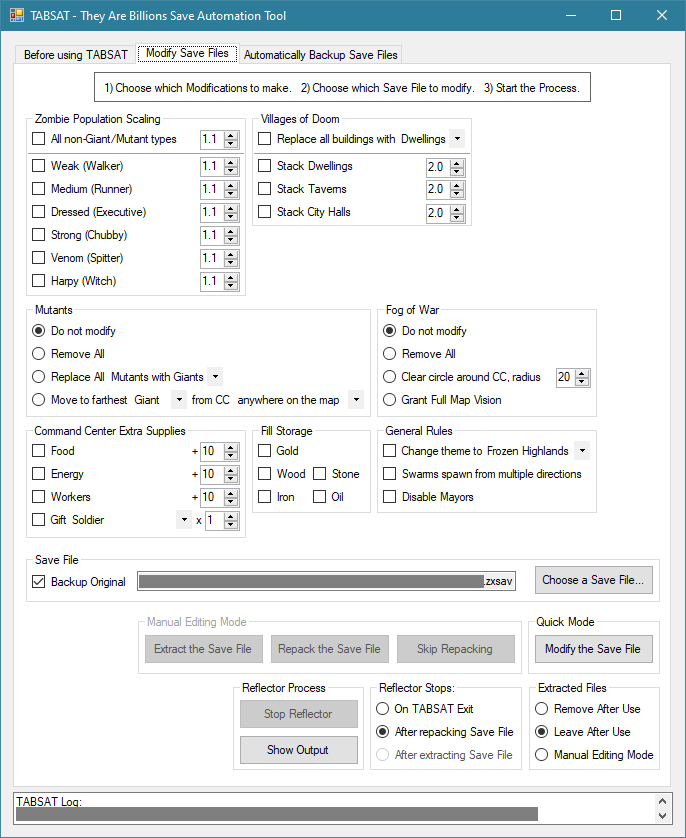 TABSAT - They Are Billions Save Automation Tool
Before using TABSAT
Modify Save Files
Automatically Backup Save Files
1) Choose which Modifications to make. 2) Choose which Save File to modify. 3) Start the Process.
Zombie Population Scaling
All non-Giant/Mutant types 1.1
Weak (Walker) 1.1
Medium (Runner) 1.1
Dressed (Executive) 1.1
Strong (Chubby) 1.1
Venom (Spitter) 1.1
Harpy (Witch) 1.1
Villages of Doom
Replace all buildings with Dwellings
Stack Dwellings 2.0
Stack Taverns 2.0
Stack City Halls 2.0
Mutants
Do not modify
Remove All
Replace All Mutants with Giants
Move to farthest Giant from CC anywhere on the map
Fog of War
Do not modify
Remove All
Clear circle around CC, radius 20
Grant Full Map Vision
Command Center Extra Supplies
Food + 10
Energy + 10
Workers + 10
Gift Soldier x 1
Fill Storage
Gold
Wood Stone
Iron Oil
General Rules
Change theme to Frozen Highlands
Swarms spawn from multiple directions
Disable Mayors
Save File
Backup Original .zxsav Choose a Save File...
Manual Editing Mode
Extract the Save File Repack the Save File Skip Repacking
Quick Mode
Modify the Save File
Reflector Process
Stop Reflector
Show Output
Reflector Stops:
On TABSAT Exit
After repacking Save File
After extracting Save File
Extracted Files
Remove After Use
Leave After Use
Manual Editing Mode
TABSAT Log: